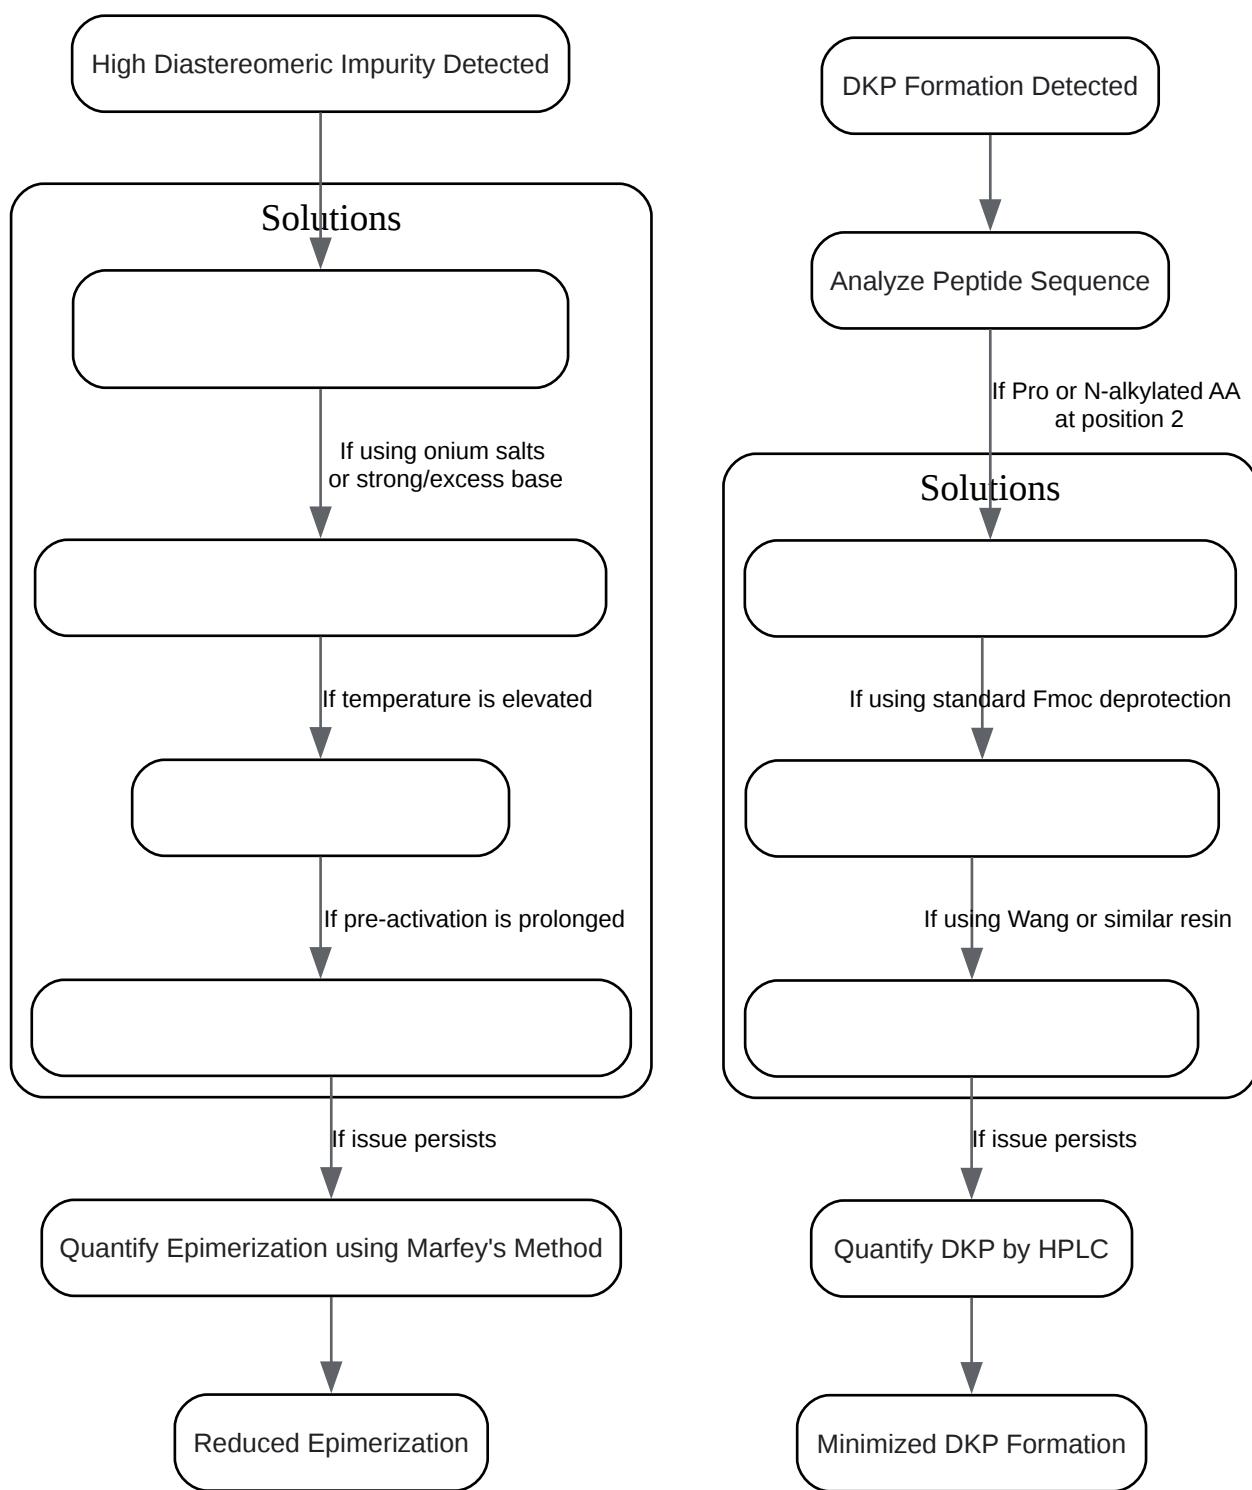 High Diastereomeric Impurity Detected
Solutions
If using onium salts
or strong/excess base
If temperature is elevated
If pre-activation is prolonged
If issue persists
Quantify Epimerization using Marfey's Method
Reduced Epimerization
DKP Formation Detected
Analyze Peptide Sequence
If Pro or N-alkylated AA
at position 2
Solutions
If using standard Fmoc deprotection
If using Wang or similar resin
If issue persists
Quantify DKP by HPLC
Minimized DKP Formation